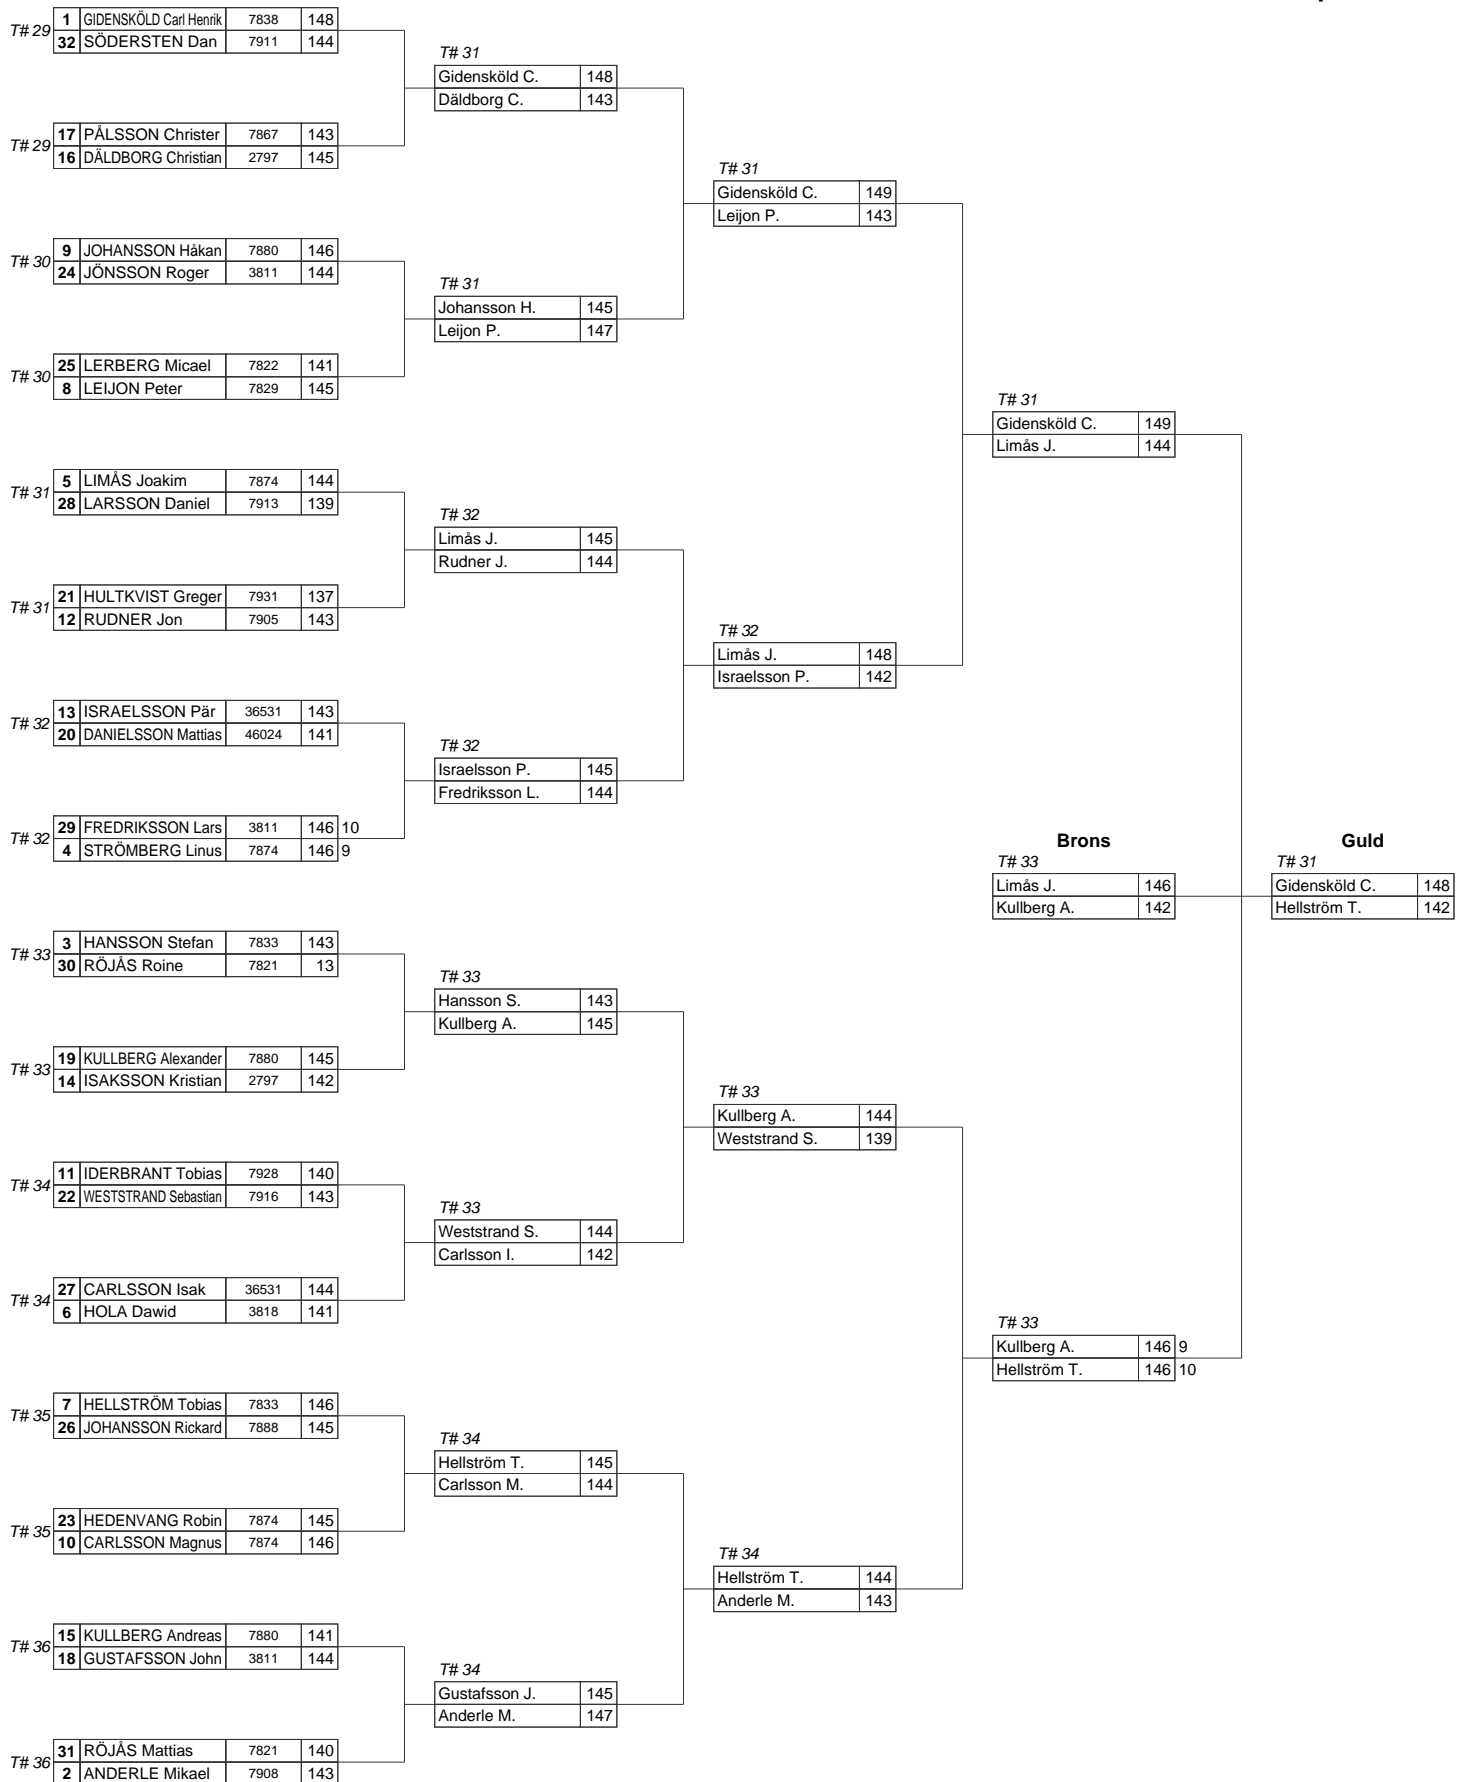 T# 29
1 GIDENSKÖLD Carl Henrik 7838 148
32 SÖDERSTEN Dan 7911 144
T# 29
17 PÅLSSON Christer 7867 143
16 DÄLDBORG Christian 2797 145
T# 30
9 JOHANSSON Håkan 7880 146
24 JÖNSSON Roger 3811 144
T# 30
25 LERBERG Micael 7822 141
8 LEIJON Peter 7829 145
T# 31
5 LIMÅS Joakim 7874 144
28 LARSSON Daniel 7913 139
T# 31
21 HULTKVIST Greger 7931 137
12 RUDNER Jon 7905 143
T# 32
13 ISRAELSSON Pär 36531 143
20 DANIELSSON Mattias 46024 141
T# 32
29 FREDRIKSSON Lars 3811 146 10
4 STRÖMBERG Linus 7874 146 9
T# 33
3 HANSSON Stefan 7833 143
30 RÖJÅS Roine 7821 13
T# 33
19 KULLBERG Alexander 7880 145
14 ISAKSSON Kristian 2797 142
T# 34
11 IDERBRANT Tobias 7928 140
22 WESTSTRAND Sebastian 7916 143
T# 34
27 CARLSSON Isak 36531 144
6 HOLA Dawid 3818 141
T# 35
7 HELLSTRÖM Tobias 7833 146
26 JOHANSSON Rickard 7888 145
T# 35
23 HEDENVANG Robin 7874 145
10 CARLSSON Magnus 7874 146
T# 36
15 KULLBERG Andreas 7880 141
18 GUSTAFSSON John 3811 144
T# 36
31 RÖJÅS Mattias 7821 140
2 ANDERLE Mikael 7908 143
T# 31
Gidensköld C. 148
Däldborg C. 143
T# 31
Johansson H. 145
Leijon P. 147
T# 32
Limås J. 145
Rudner J. 144
T# 32
Israelsson P. 145
Fredriksson L. 144
T# 33
Hansson S. 143
Kullberg A. 145
T# 33
Weststrand S. 144
Carlsson I. 142
T# 34
Hellström T. 145
Carlsson M. 144
T# 34
Gustafsson J. 145
Anderle M. 147
T# 31
Gidensköld C. 149
Leijon P. 143
T# 32
Limås J. 148
Israelsson P. 142
T# 33
Kullberg A. 144
Weststrand S. 139
T# 34
Hellström T. 144
Anderle M. 143
T# 31
Gidensköld C. 149
Limås J. 144
T# 33
Kullberg A. 146 9
Hellström T. 146 10
Brons
T# 33
Limås J. 146
Kullberg A. 142
Guld
T# 31
Gidensköld C. 148
Hellström T. 142